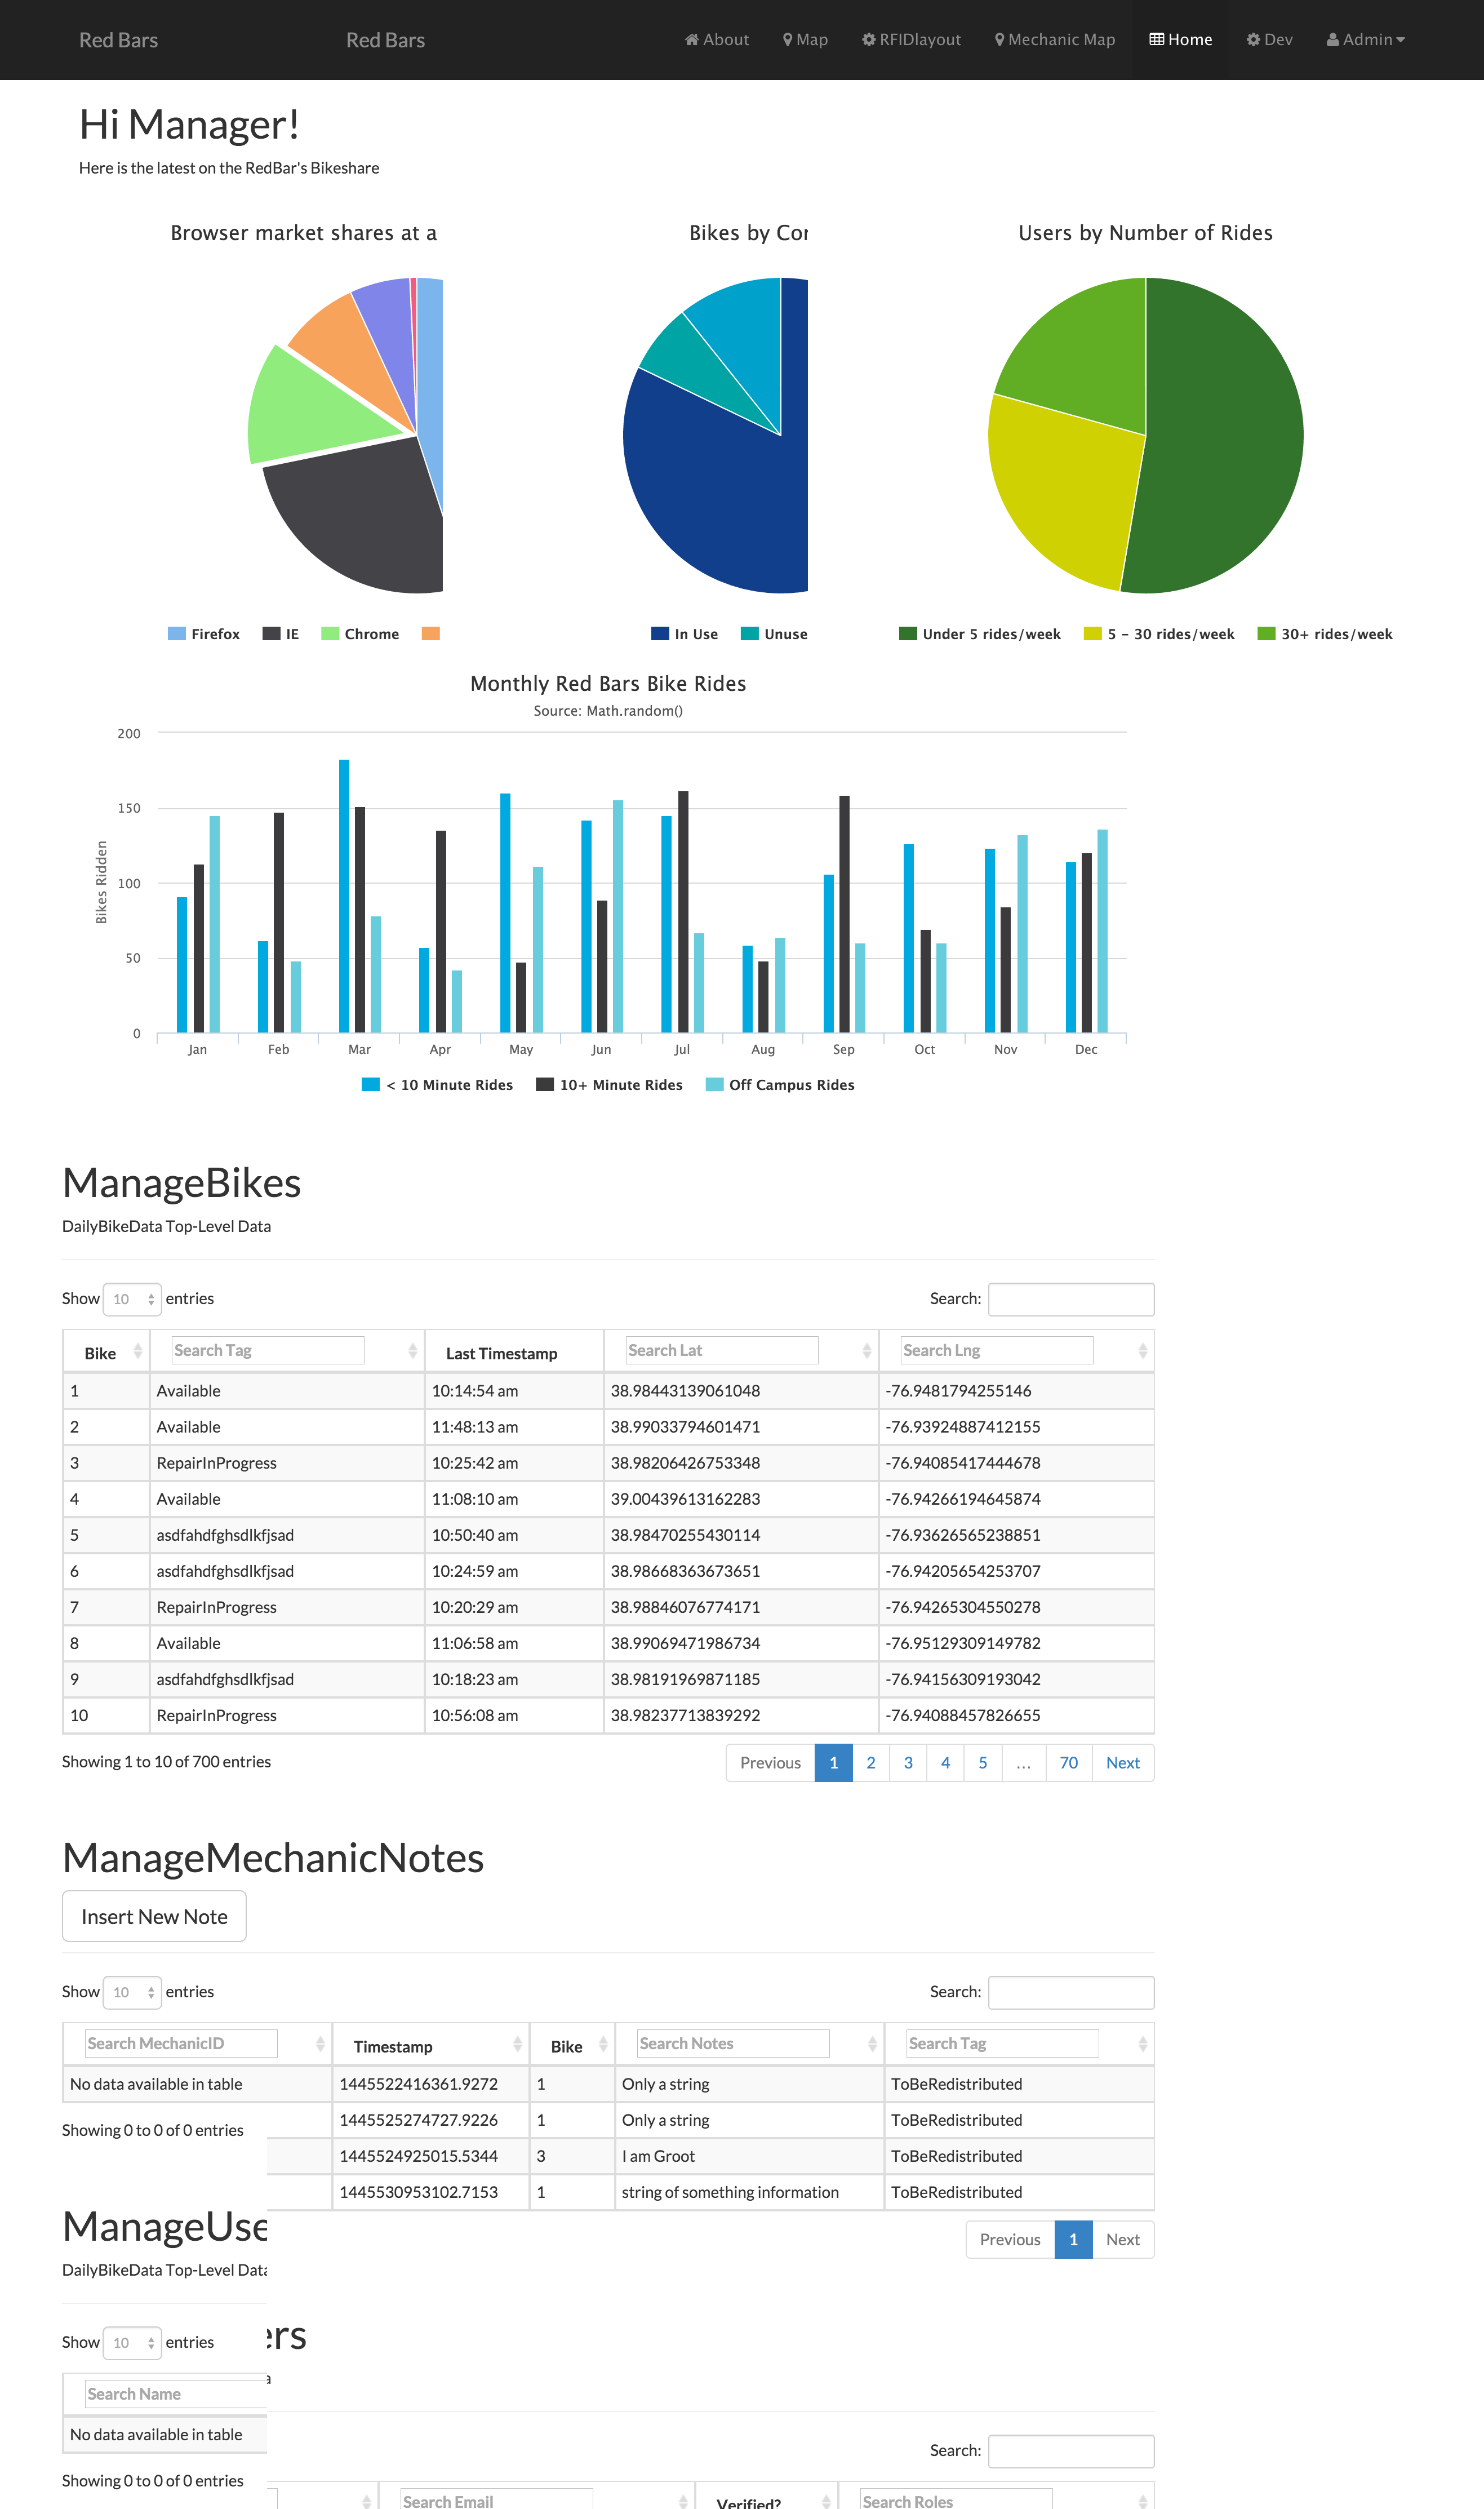 Red Bars Red Bars About Map RFIDlayout Mechanic Map Home Dev Admin
Hi Manager!
Here is the latest on the RedBar's Bikeshare
Browser market shares at a Bikes by Cor Users by Number of Rides
Firefox IE Chrome In Use Unuse Under 5 rides/week 5 - 30 rides/week 30+ rides/week
Monthly Red Bars Bike Rides
Source: Math.random()
Bikes Ridden
200
150
100
50
0
Jan Feb Mar Apr May Jun Jul Aug Sep Oct Nov Dec
< 10 Minute Rides 10+ Minute Rides Off Campus Rides
ManageBikes
DailyBikeData Top-Level Data
Show 10 entries Search:
Bike Search Tag Last Timestamp Search Lat Search Lng
1 Available 10:14:54 am 38.98443139061048 -76.9481794255146
2 Available 11:48:13 am 38.99033794601471 -76.93924887412155
3 RepairInProgress 10:25:42 am 38.98206426753348 -76.94085417444678
4 Available 11:08:10 am 39.00439613162283 -76.94266194645874
5 asdfahdfghsdlkfjsad 10:50:40 am 38.98470255430114 -76.93626565238851
6 asdfahdfghsdlkfjsad 10:24:59 am 38.98668363673651 -76.94205654253707
7 RepairInProgress 10:20:29 am 38.98846076774171 -76.94265304550278
8 Available 11:06:58 am 38.99069471986734 -76.95129309149782
9 asdfahdfghsdlkfjsad 10:18:23 am 38.98191969871185 -76.94156309193042
10 RepairInProgress 10:56:08 am 38.98237713839292 -76.94088457826655
Showing 1 to 10 of 700 entries Previous 1 2 3 4 5 … 70 Next
ManageMechanicNotes
Insert New Note
Show 10 entries Search:
Search MechanicID Timestamp Bike Search Notes Search Tag
No data available in table 1445522416361.9272 1 Only a string ToBeRedistributed
1445525274727.9226 1 Only a string ToBeRedistributed
Showing 0 to 0 of 0 entries
1445524925015.5344 3 I am Groot ToBeRedistributed
1445530953102.7153 1 string of something information ToBeRedistributed
ManageUse
Previous 1 Next
DailyBikeData Top-Level Data
ers
Show 10 entries
a
Search Name
No data available in table
Search:
Showing 0 to 0 of 0 entries
Search Email Verified? Search Roles